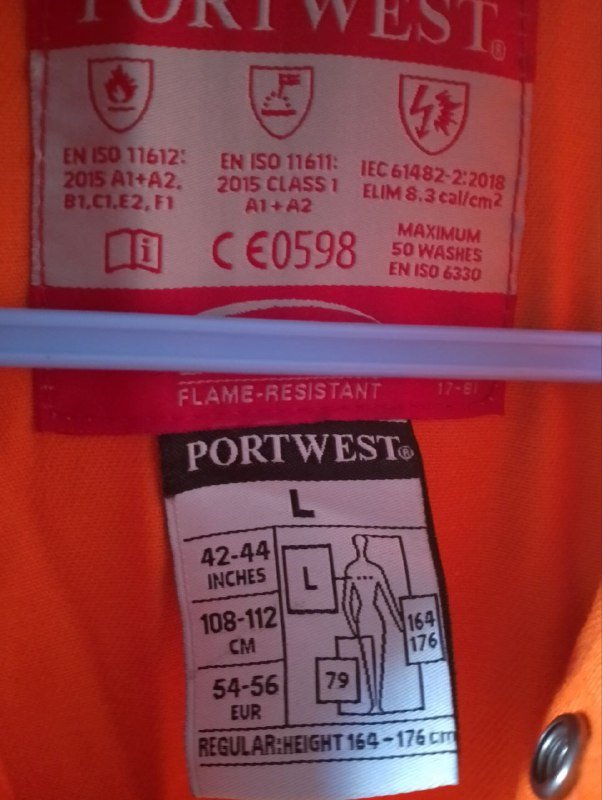 PORTWEST®
EN ISO 11612:
2015 A1+A2,
B1,C1,E2,F1
EN ISO 11611:
2015 CLASS 1
A1+A2
IEC 61482-2:2018
ELIM 8.3 cal/cm²
i
CE0598
MAXIMUM
50 WASHES
EN ISO 6330
FLAME-RESISTANT
PORTWEST®
L
42-44
INCHES
108-112
CM
54-56
EUR
L
164
176
79
REGULAR:HEIGHT 164-176 cm